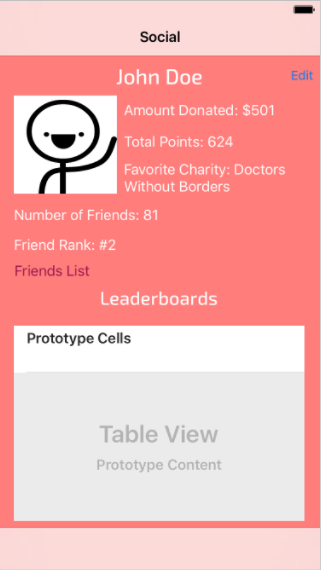 Social
John Doe
Edit
Amount Donated: $501
Total Points: 624
Favorite Charity: Doctors
Without Borders
Number of Friends: 81
Friend Rank: #2
Friends List
Leaderboards
Prototype Cells
Table View
Prototype Content